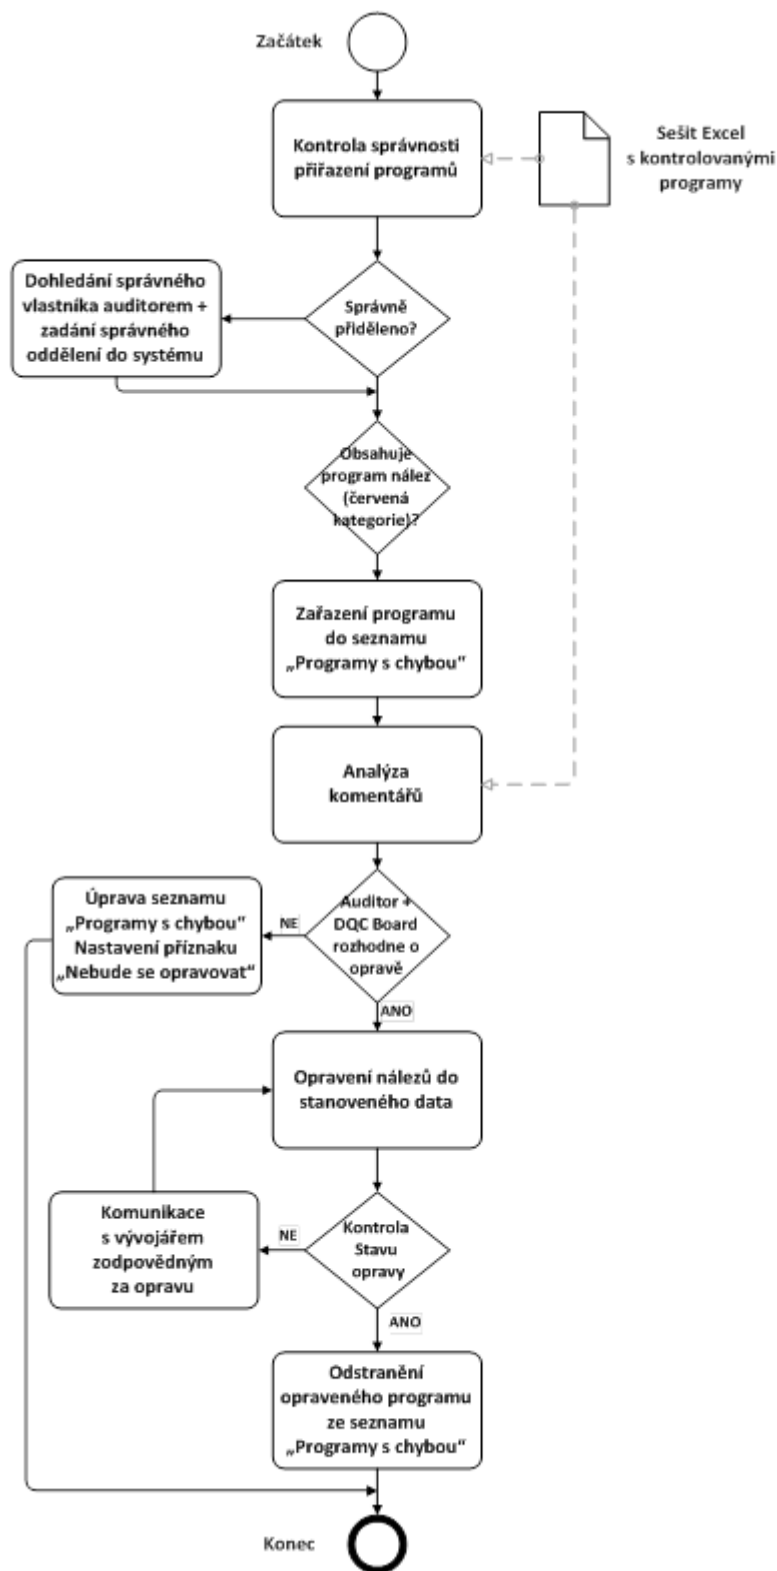 Začátek
Kontrola správnosti
přiřazení programů
Sešit Excel
s kontrolovanými
programy
Dohledání správného
vlastníka auditorem +
zadání správného
oddělení do systému
Správně
přiděleno?
Obsahuje
program nález
(červená
kategorie)?
Zařazení programu
do seznamu
„Programy s chybou“
Analýza
komentářů
Úprava seznamu
„Programy s chybou“
Nastavení příznaku
„Nebude se opravovat“
NE
Auditor +
DQC Board
rozhodne o
opravě
ANO
Opravení nálezů do
stanoveného data
Komunikace
s vývojářem
zodpovědným
za opravu
NE
Kontrola
Stavu
opravy
ANO
Odstranění
opraveného programu
ze seznamu
„Programy s chybou“
Konec